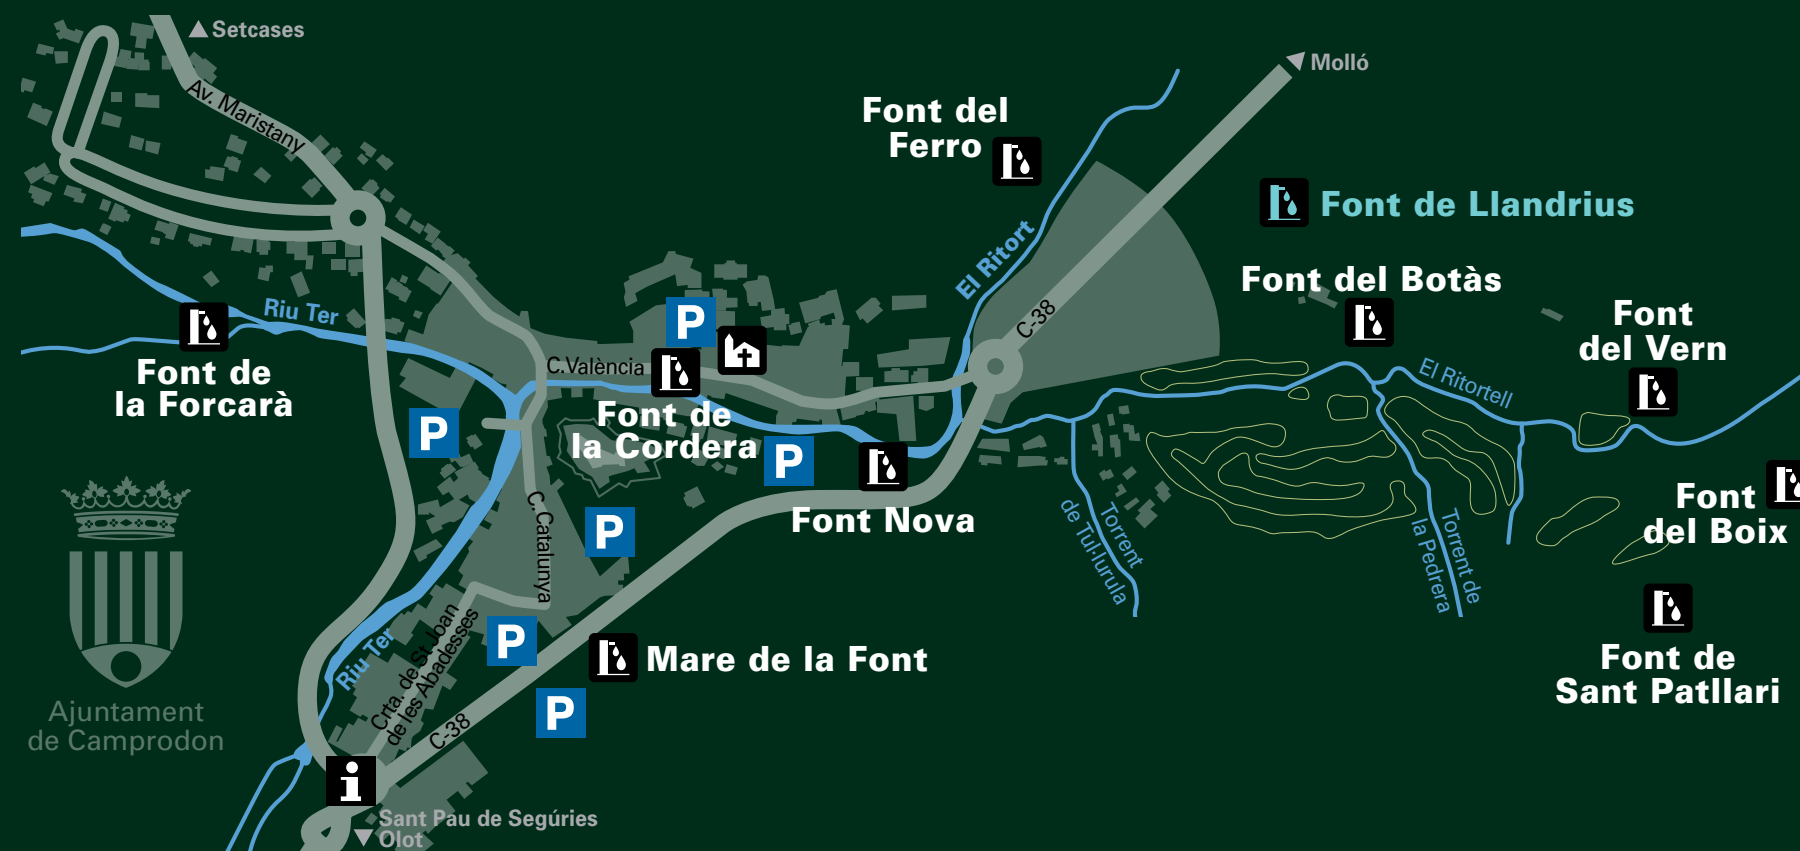 Setcases
Av. Maristany
Molló
Font del
Ferro
Font de Llandrius
El Ritort
Font del Botàs
C-38
Riu Ter
Font
del Vern
C.València
P
Font de
la Forcarà
El Ritortell
Font de
la Cordera
P
P
Font Nova
C. Catalunya
P
Font
del Boix
Torrent
de Tul·lurula
Torrent de
la Pedrera
Riu Ter
Crta. de St Joan
de les Abadesses
P
Mare de la Font
Font de
Sant Patllari
P
C-38
Ajuntament
de Camprodon
i
Sant Pau de Segúries
Olot